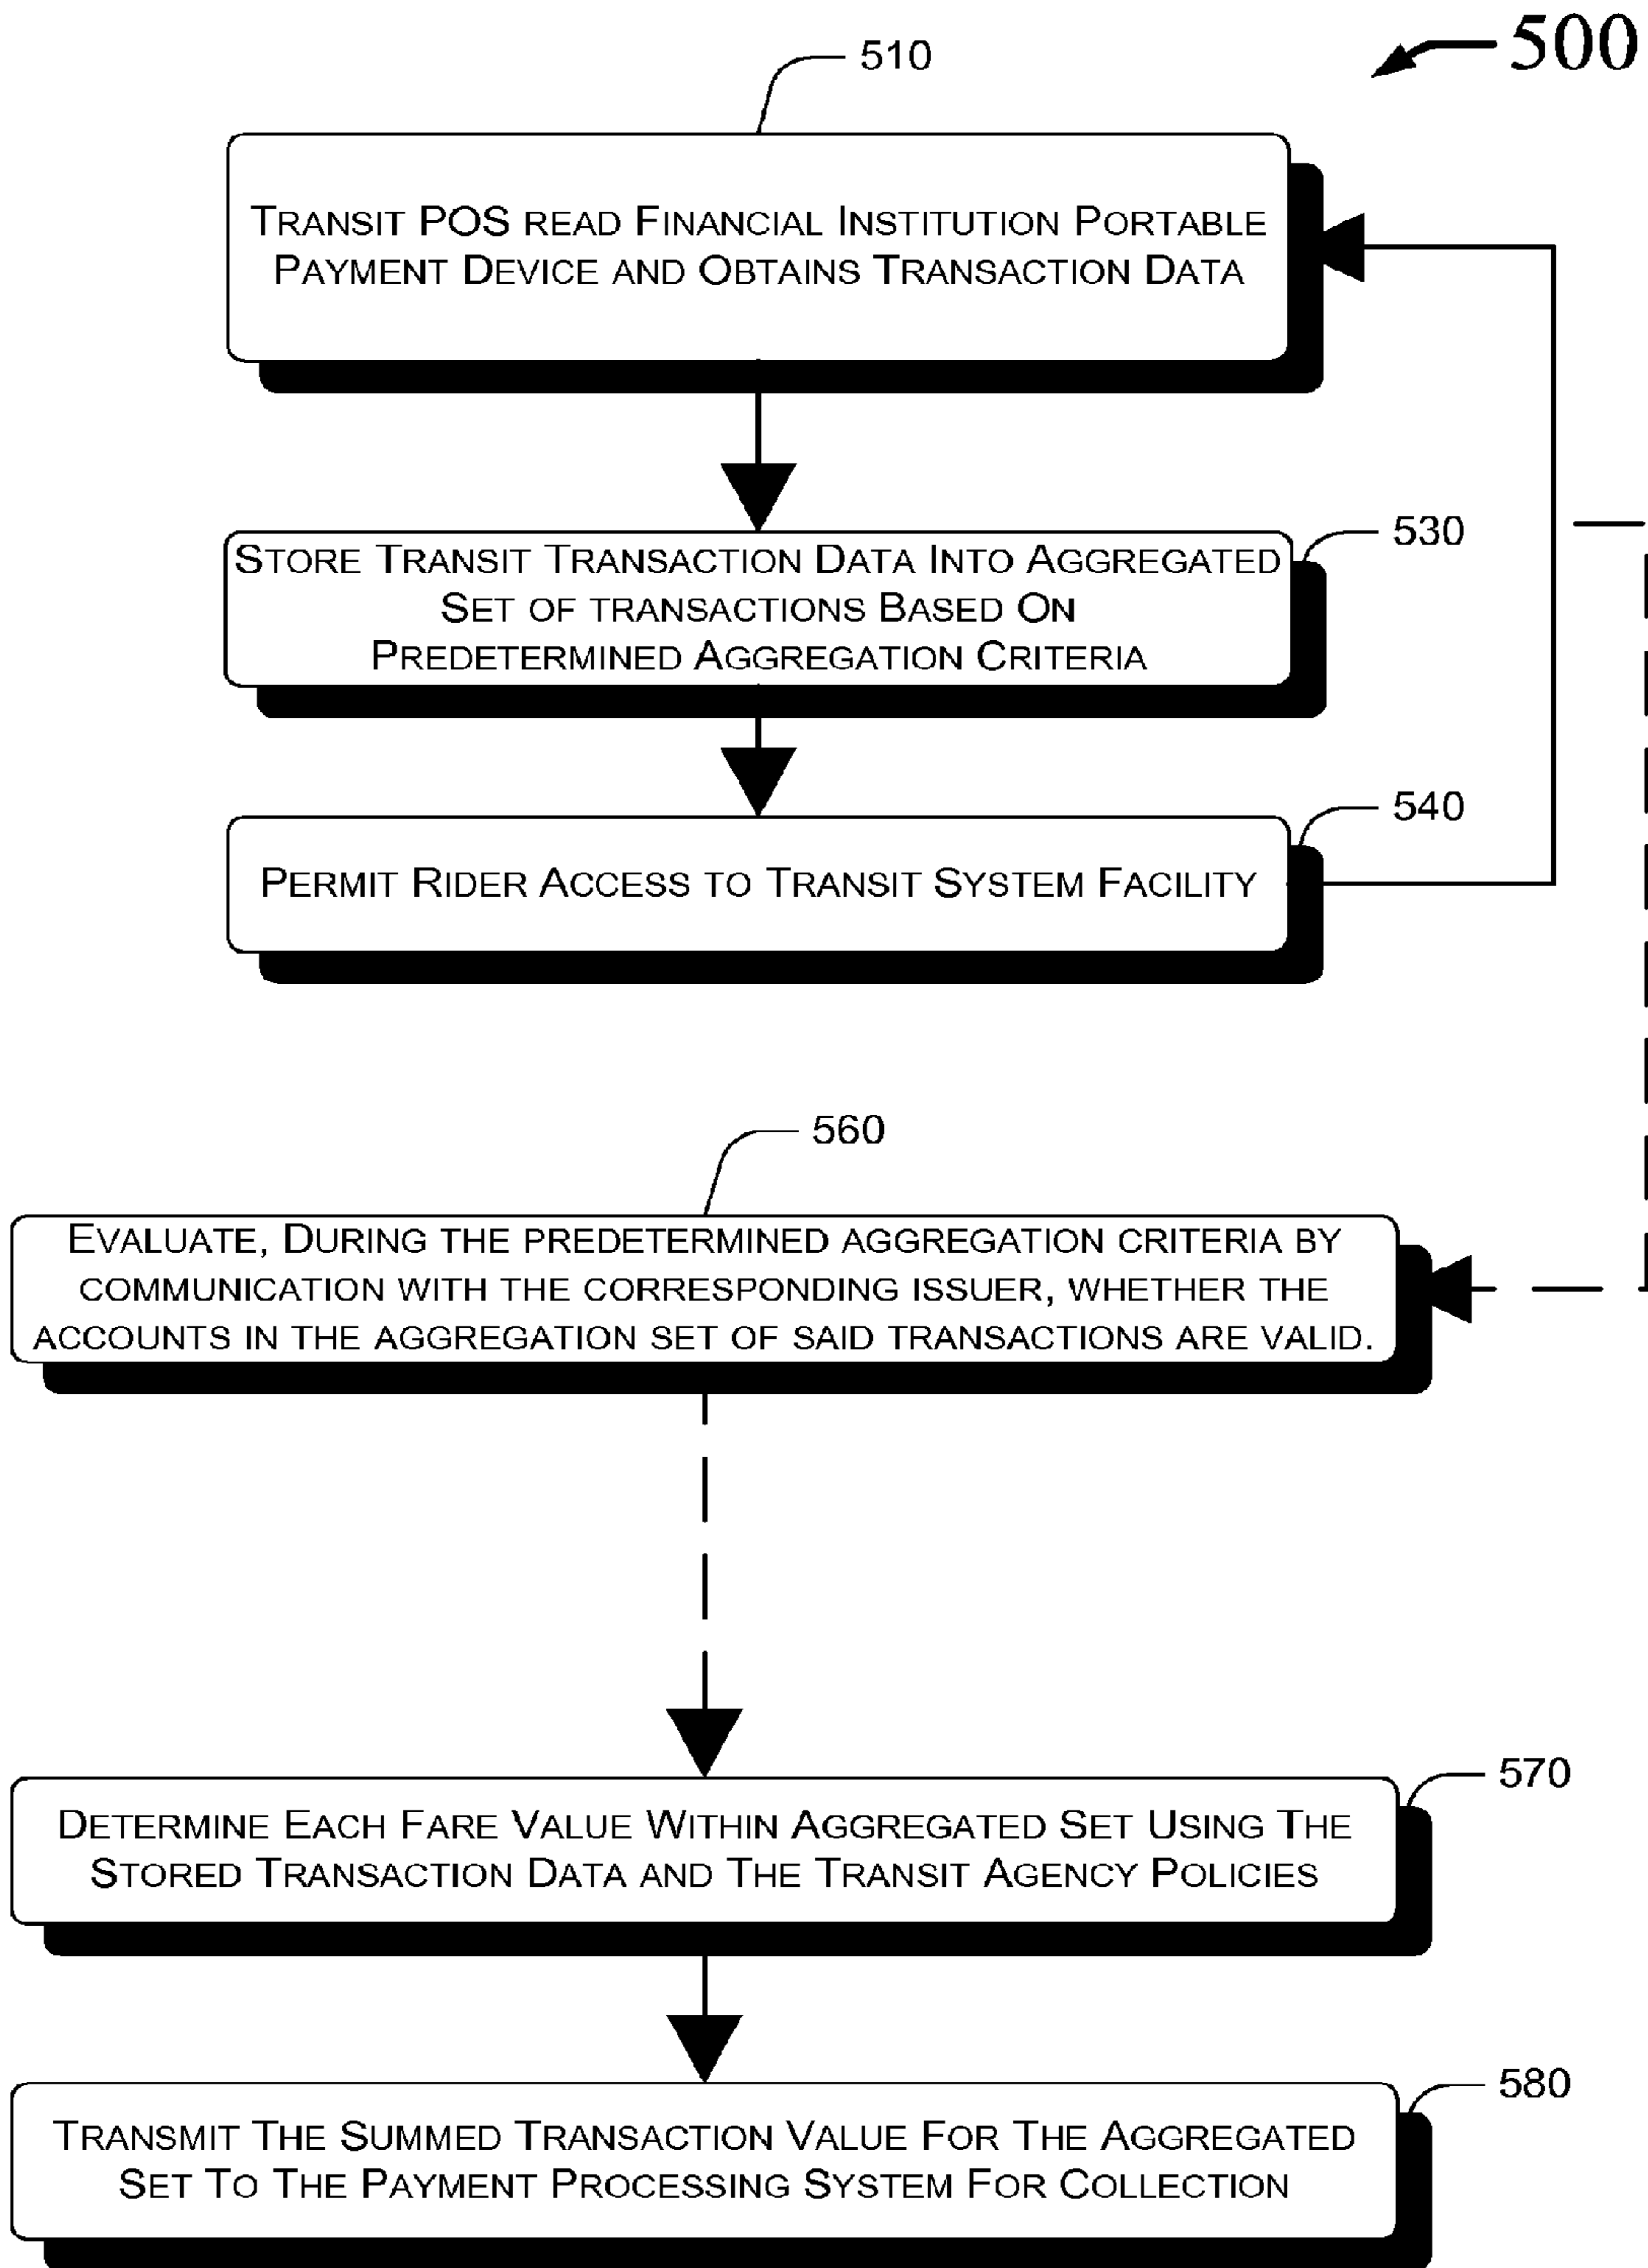 500
510
TRANSIT POS READ FINANCIAL INSTITUTION PORTABLE
PAYMENT DEVICE AND OBTAINS TRANSACTION DATA
530
STORE TRANSIT TRANSACTION DATA INTO AGGREGATED
SET OF TRANSACTIONS BASED ON
PREDETERMINED AGGREGATION CRITERIA
540
PERMIT RIDER ACCESS TO TRANSIT SYSTEM FACILITY
560
EVALUATE, DURING THE PREDETERMINED AGGREGATION CRITERIA BY
COMMUNICATION WITH THE CORRESPONDING ISSUER, WHETHER THE
ACCOUNTS IN THE AGGREGATION SET OF SAID TRANSACTIONS ARE VALID.
570
DETERMINE EACH FARE VALUE WITHIN AGGREGATED SET USING THE
STORED TRANSACTION DATA AND THE TRANSIT AGENCY POLICIES
580
TRANSMIT THE SUMMED TRANSACTION VALUE FOR THE AGGREGATED
SET TO THE PAYMENT PROCESSING SYSTEM FOR COLLECTION